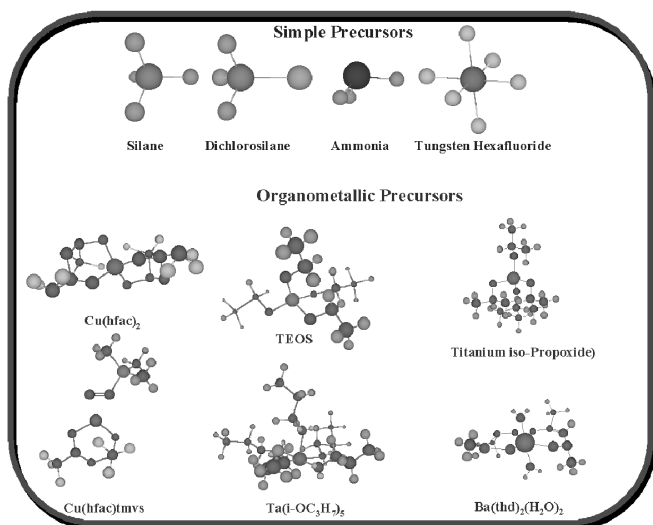 Simple Precursors
Silane Dichlorosilane Ammonia Tungsten Hexafluoride
Organometallic Precursors
Cu(hfac)₂ TEOS Titanium iso-Propoxide)
Cu(hfac)tmvs Ta(i-OC₃H₇)₅ Ba(thd)₂(H₂O)₂